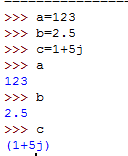 >>> a=123
>>> b=2.5
>>> c=1+5j
>>> a
123
>>> b
2.5
>>> c
(1+5j)